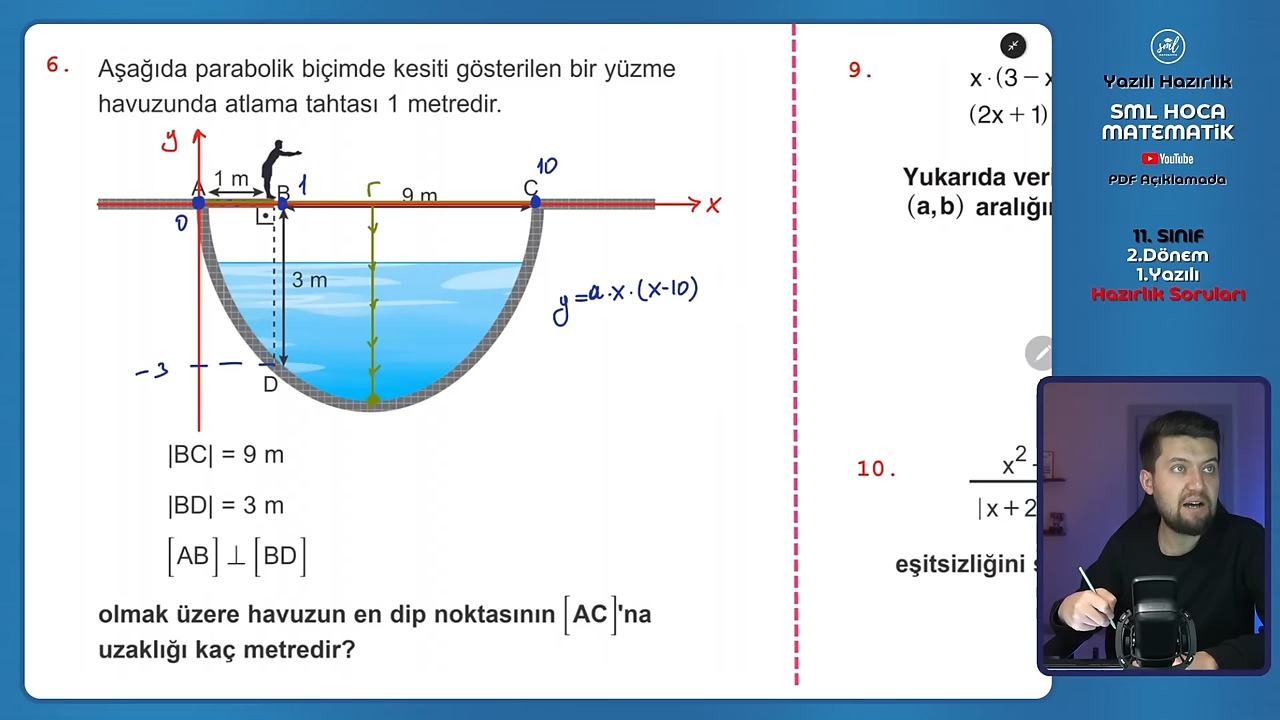 6.
Aşağıda parabolik biçimde kesiti gösterilen bir yüzme
havuzunda atlama tahtası 1 metredir.
y
10
1 m
A
B
1
r
9 m
C
x
0
3 m
y=a.x.(x-10)
-3
D
|BC| = 9 m
|BD| = 3 m
[AB] ⊥ [BD]
olmak üzere havuzun en dip noktasının [AC]'na
uzaklığı kaç metredir?
9.
x·(3 − x
(2x + 1)
Yukarıda veri
(a,b) aralığı
10.
x² -
|x + 2
eşitsizliğini s
sml
Yazılı Hazırlık
SML HOCA
MATEMATİK
YouTube
PDF Açıklamada
11. SINIF
2.Dönem
1.Yazılı
Hazırlık Soruları